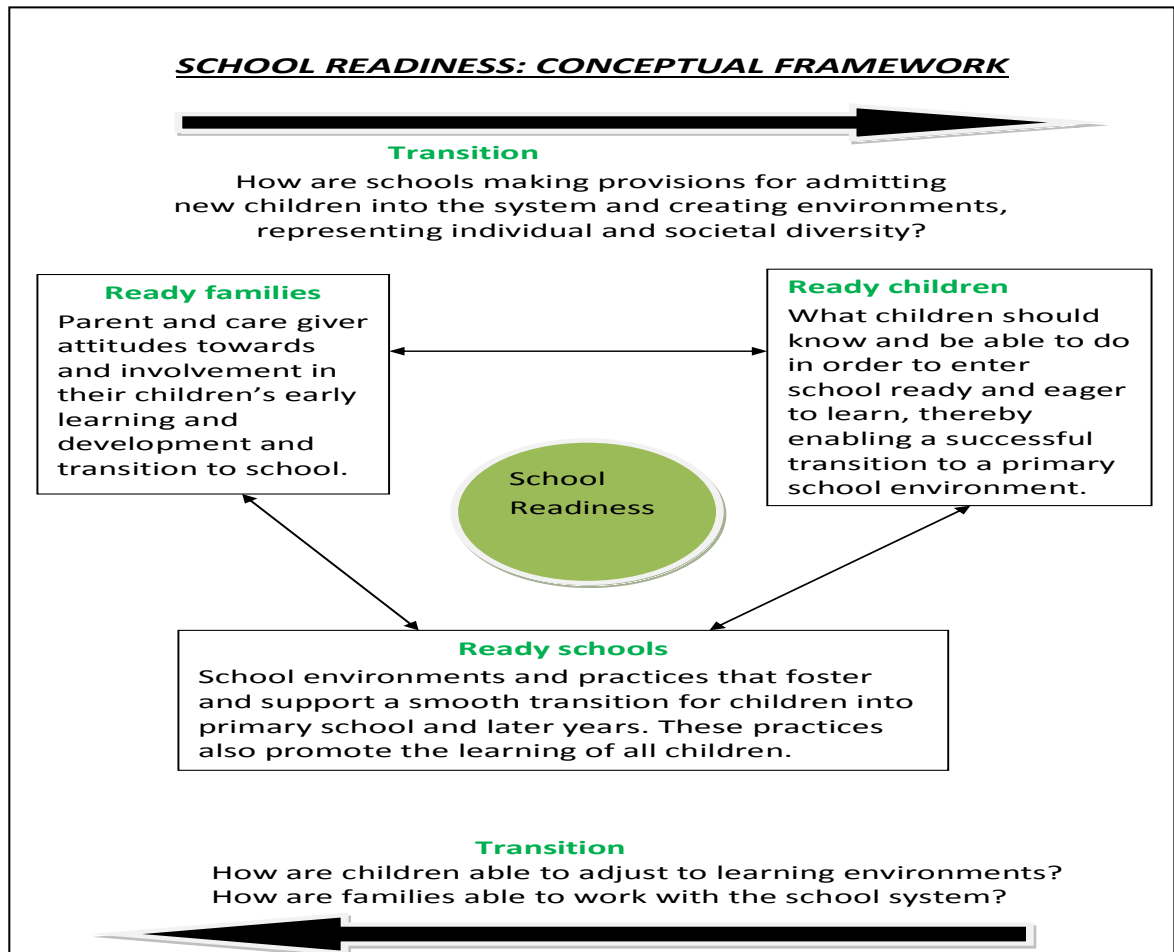 SCHOOL READINESS: CONCEPTUAL FRAMEWORK
Transition
How are schools making provisions for admitting
new children into the system and creating environments,
representing individual and societal diversity?
Ready families
Parent and care giver
attitudes towards
and involvement in
their children’s early
learning and
development and
transition to school.
Ready children
What children should
know and be able to do
in order to enter
school ready and eager
to learn, thereby
enabling a successful
transition to a primary
school environment.
School
Readiness
Ready schools
School environments and practices that foster
and support a smooth transition for children into
primary school and later years. These practices
also promote the learning of all children.
Transition
How are children able to adjust to learning environments?
How are families able to work with the school system?